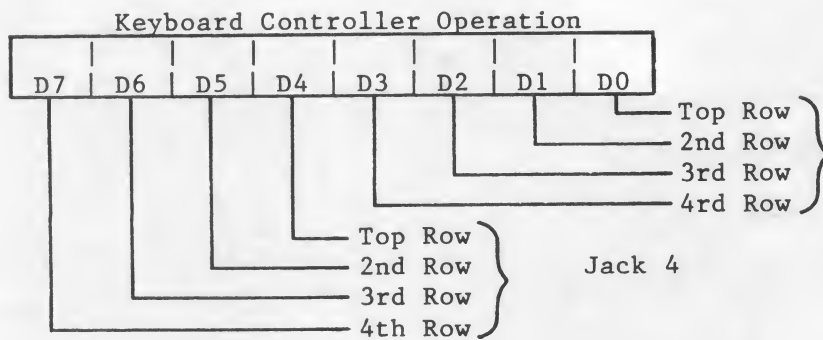 Keyboard Controller Operation
D7 D6 D5 D4 D3 D2 D1 D0
Top Row
2nd Row
3rd Row
4rd Row
Top Row
2nd Row
Jack 4
3rd Row
4th Row